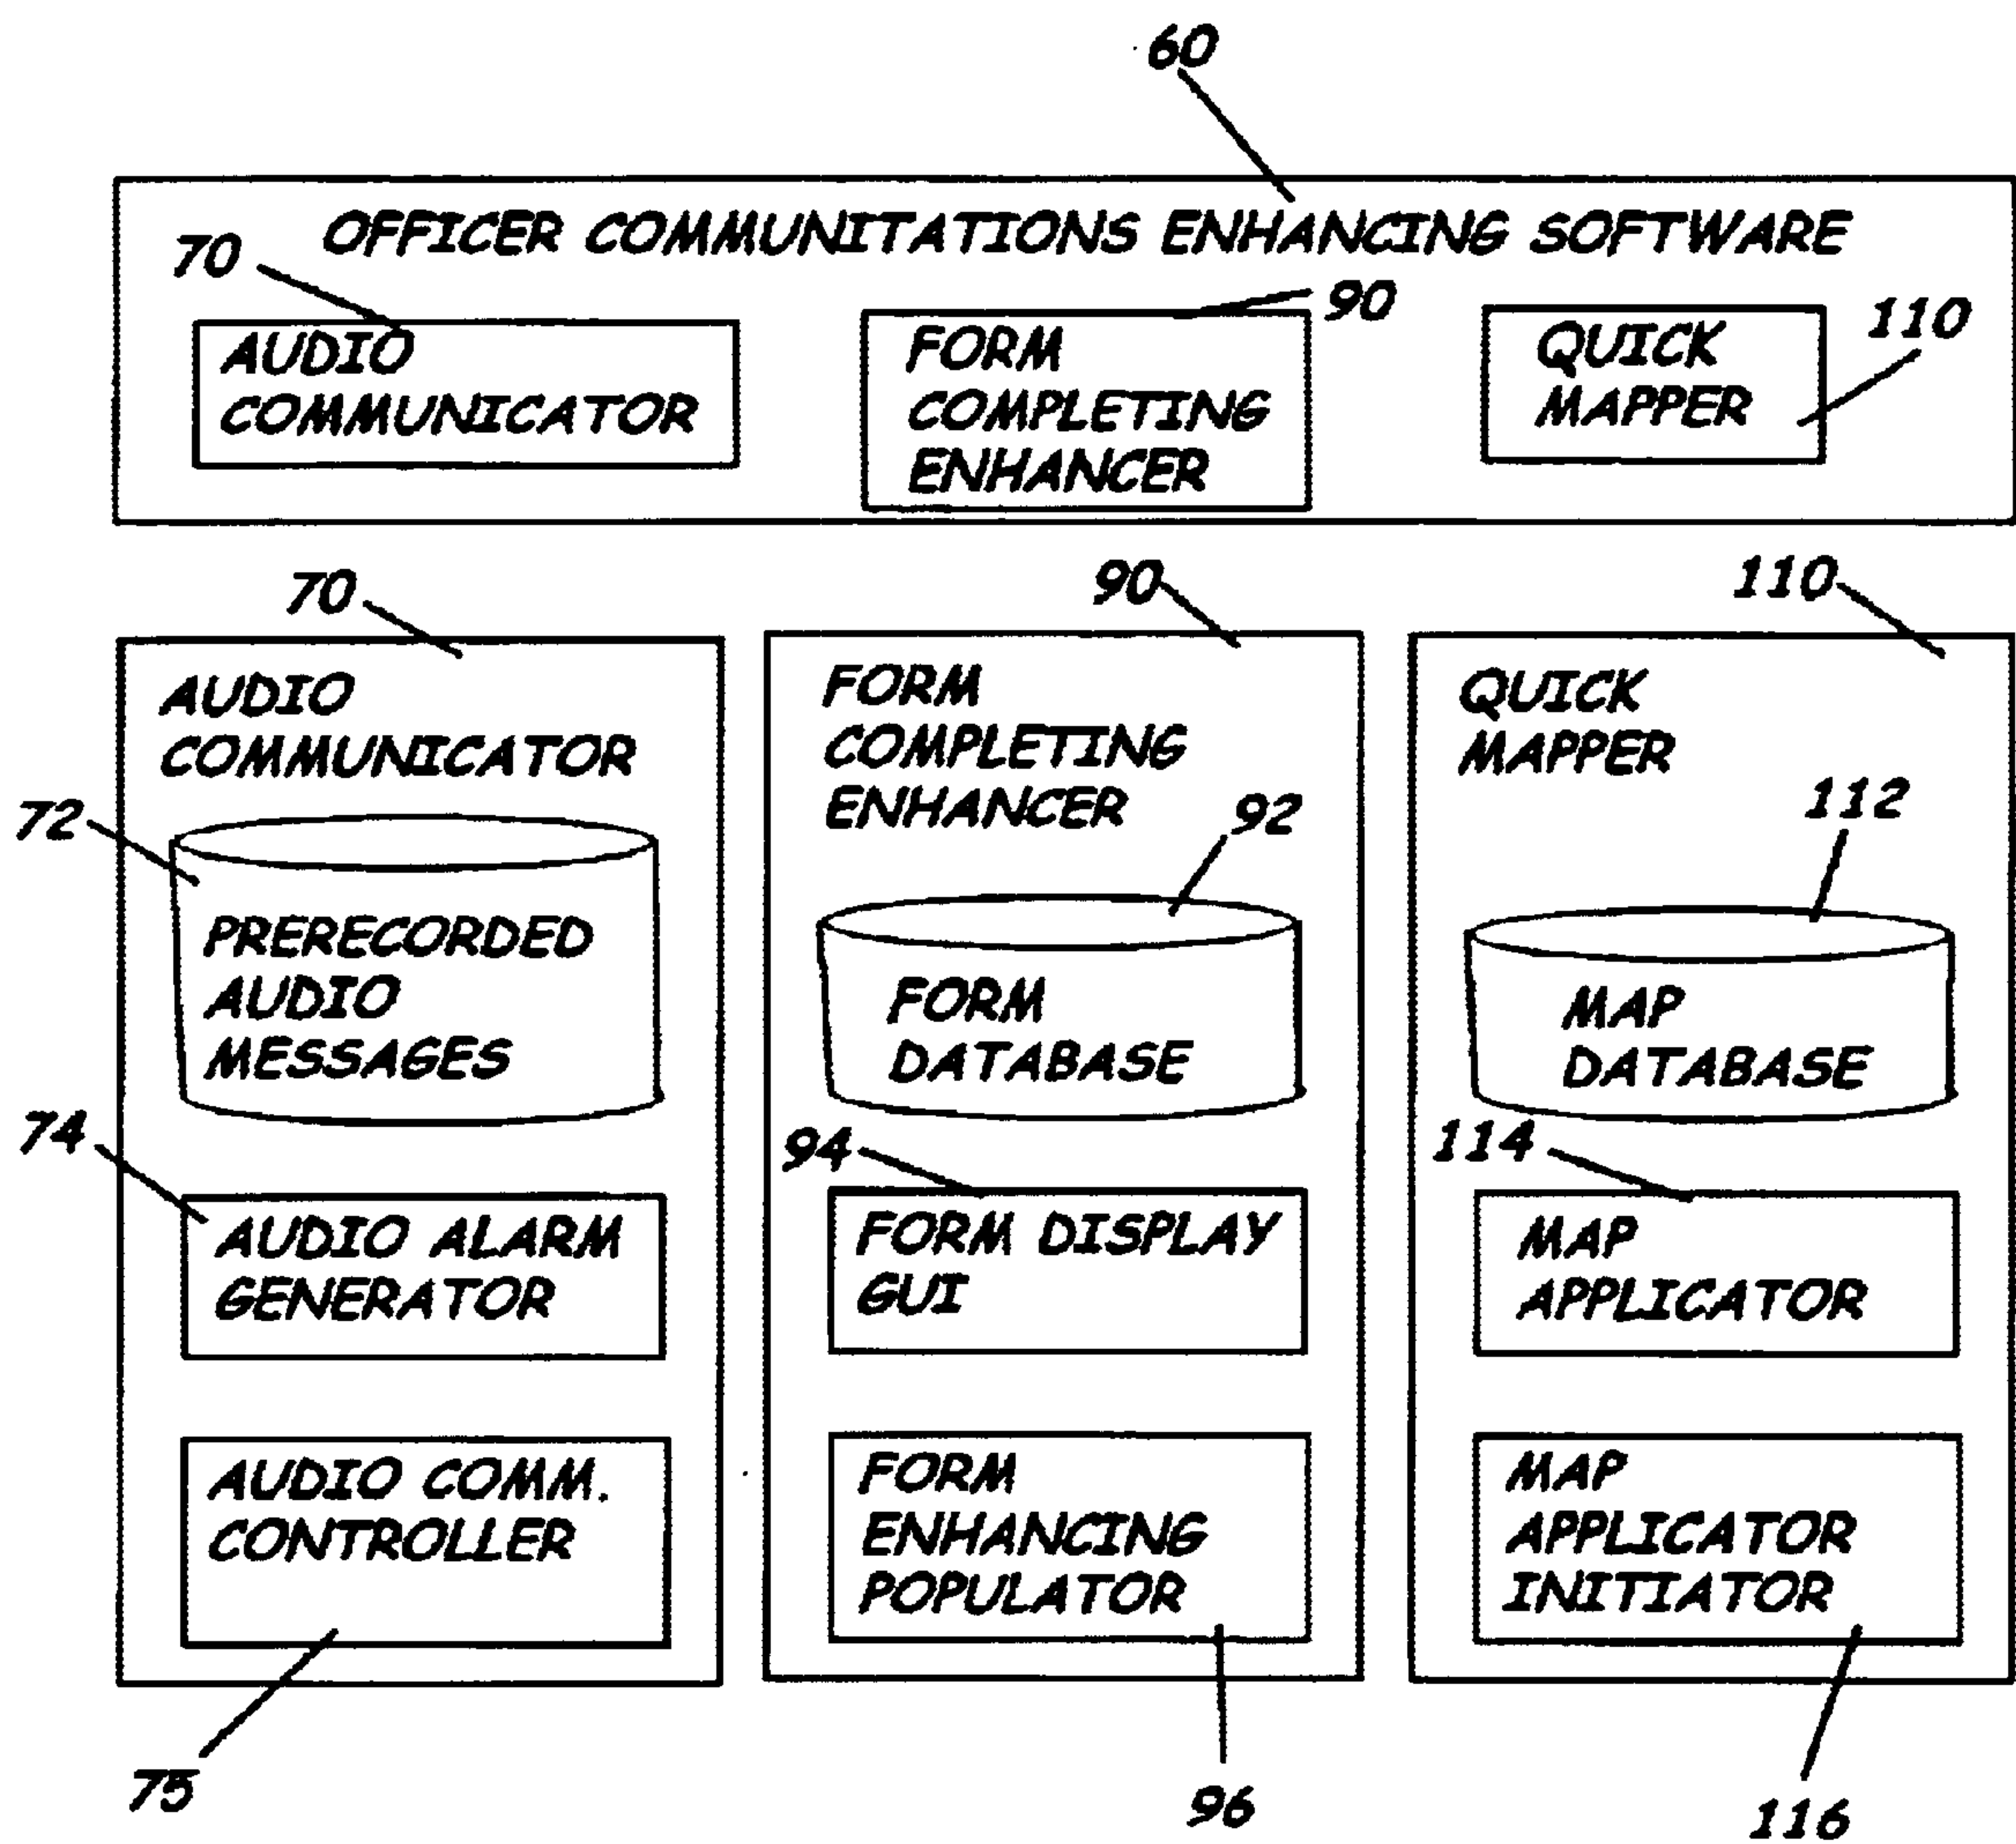 60
OFFICER COMMUNITATIONS ENHANCING SOFTWARE
70
AUDIO
COMMUNICATOR
90
FORM
COMPLETING
ENHANCER
110
QUICK
MAPPER
70
AUDIO
COMMUNICATOR
72
PRERECORDED
AUDIO
MESSAGES
74
AUDIO ALARM
GENERATOR
AUDIO COMM.
CONTROLLER
75
90
FORM
COMPLETING
ENHANCER
92
FORM
DATABASE
94
FORM DISPLAY
GUI
FORM
ENHANCING
POPULATOR
96
110
QUICK
MAPPER
112
MAP
DATABASE
114
MAP
APPLICATOR
MAP
APPLICATOR
INITIATOR
116